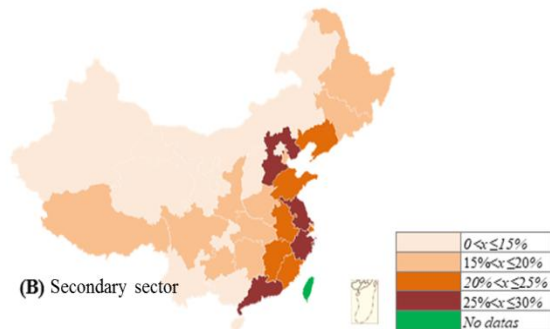 0<x≤15%
15%<x≤20%
20%<x≤25%
25%<x≤30%
No datas
(B) Secondary sector